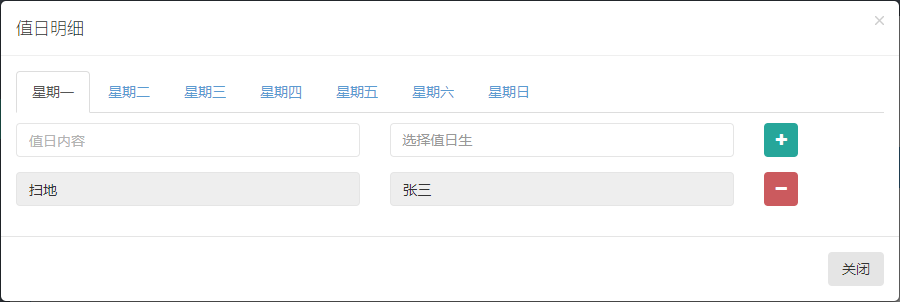 值日明细
×
星期一 星期二 星期三 星期四 星期五 星期六 星期日
值日内容 选择值日生
扫地 张三
关闭